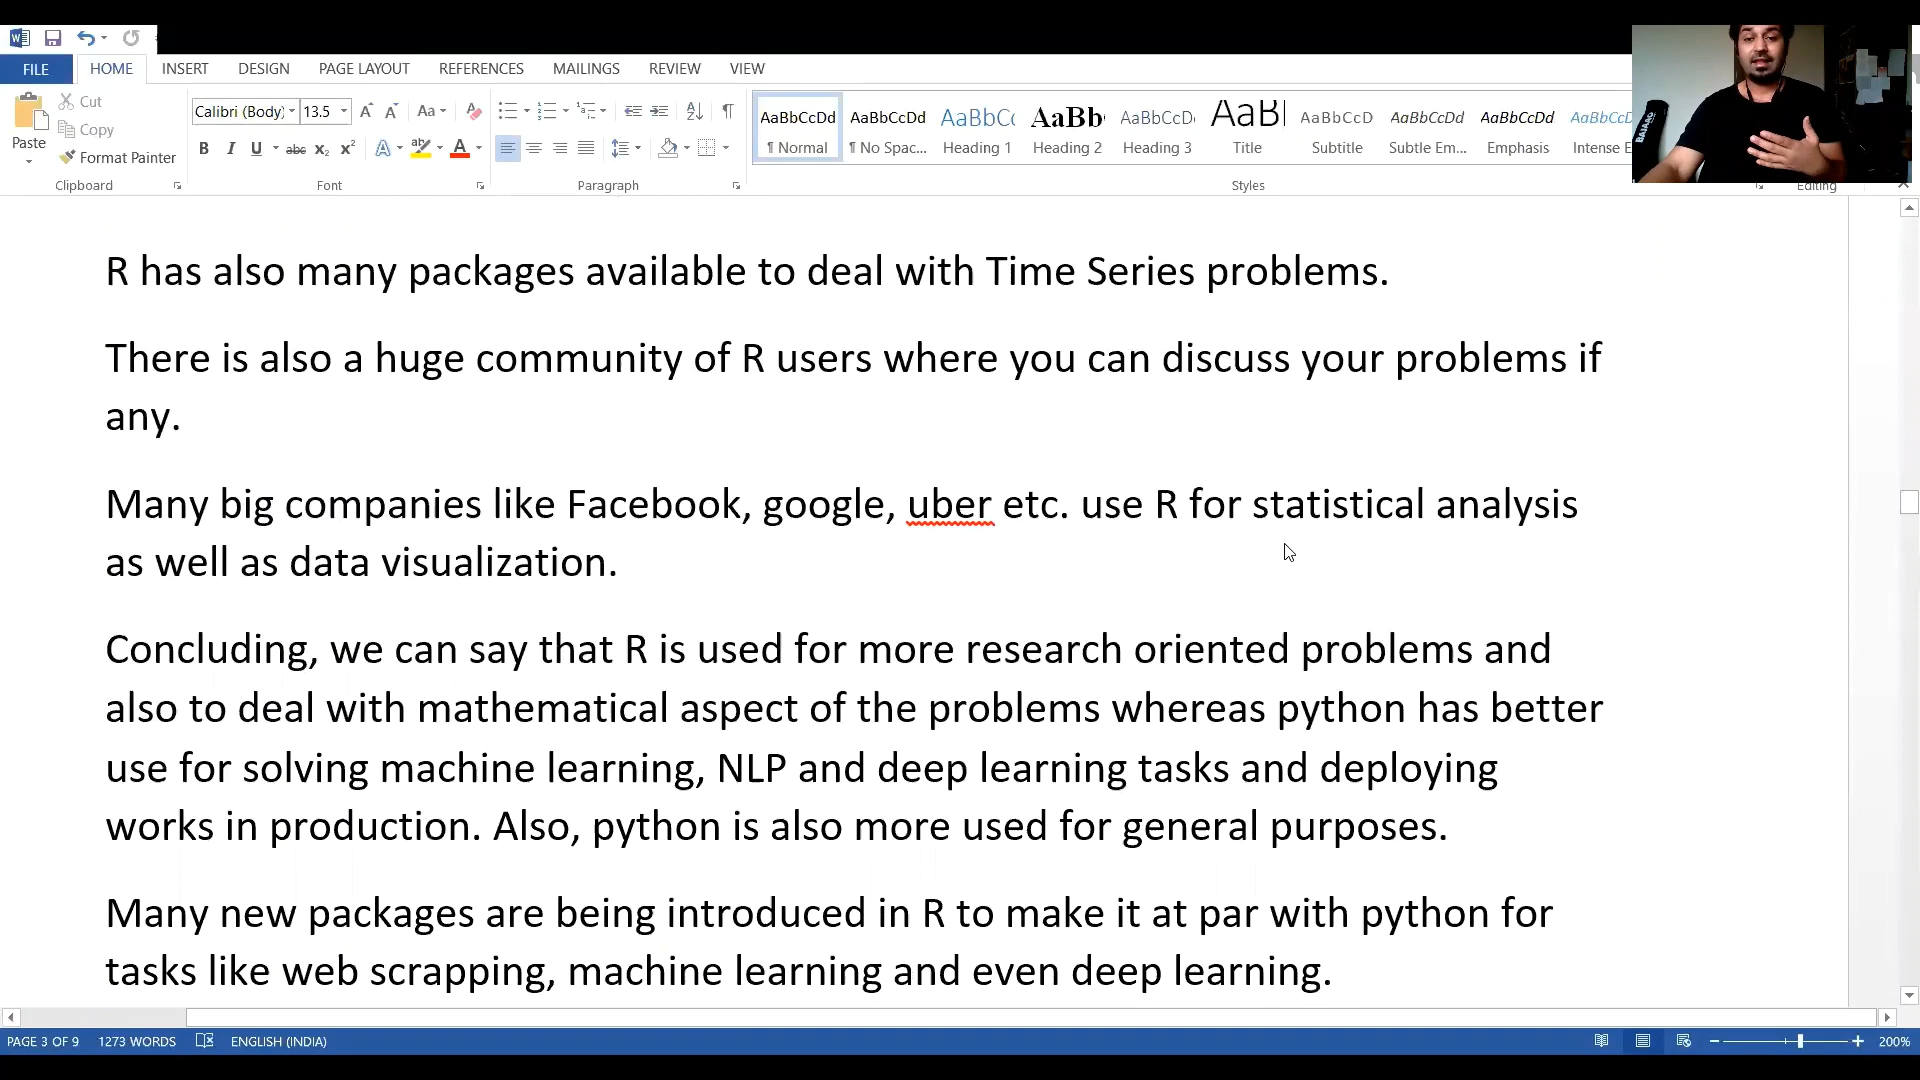 FILE HOME INSERT DESIGN PAGE LAYOUT REFERENCES MAILINGS REVIEW VIEW
Paste
Cut
Copy
Format Painter
Clipboard
Calibri (Body) 13.5
Font
Paragraph
AaBbCcDd AaBbCcDd AaBbCc AaBb AaBbCcD AaB AaBbCcD AaBbCcDd AaBbCcDd AaBbCcD
¶ Normal ¶ No Spac... Heading 1 Heading 2 Heading 3 Title Subtitle Subtle Em... Emphasis Intense E
Styles
Editing
R has also many packages available to deal with Time Series problems.
There is also a huge community of R users where you can discuss your problems if
any.
Many big companies like Facebook, google, uber etc. use R for statistical analysis
as well as data visualization.
Concluding, we can say that R is used for more research oriented problems and
also to deal with mathematical aspect of the problems whereas python has better
use for solving machine learning, NLP and deep learning tasks and deploying
works in production. Also, python is also more used for general purposes.
Many new packages are being introduced in R to make it at par with python for
tasks like web scrapping, machine learning and even deep learning.
PAGE 3 OF 9 1273 WORDS ENGLISH (INDIA) 200%